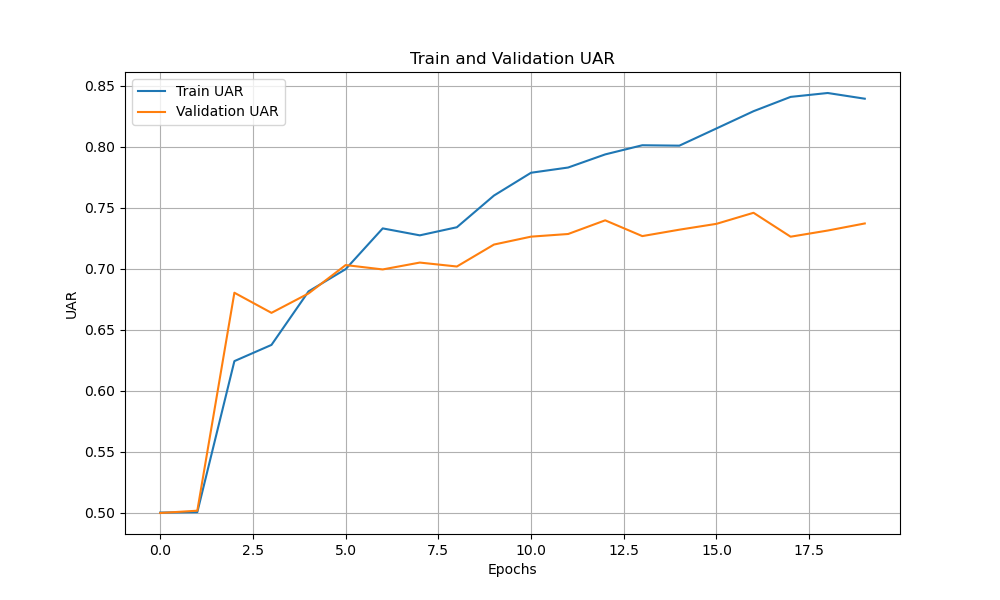 Train and Validation UAR
Train UAR
Validation UAR
0.85
0.80
0.75
0.70
0.65
0.60
0.55
0.50
UAR
0.0 2.5 5.0 7.5 10.0 12.5 15.0 17.5
Epochs